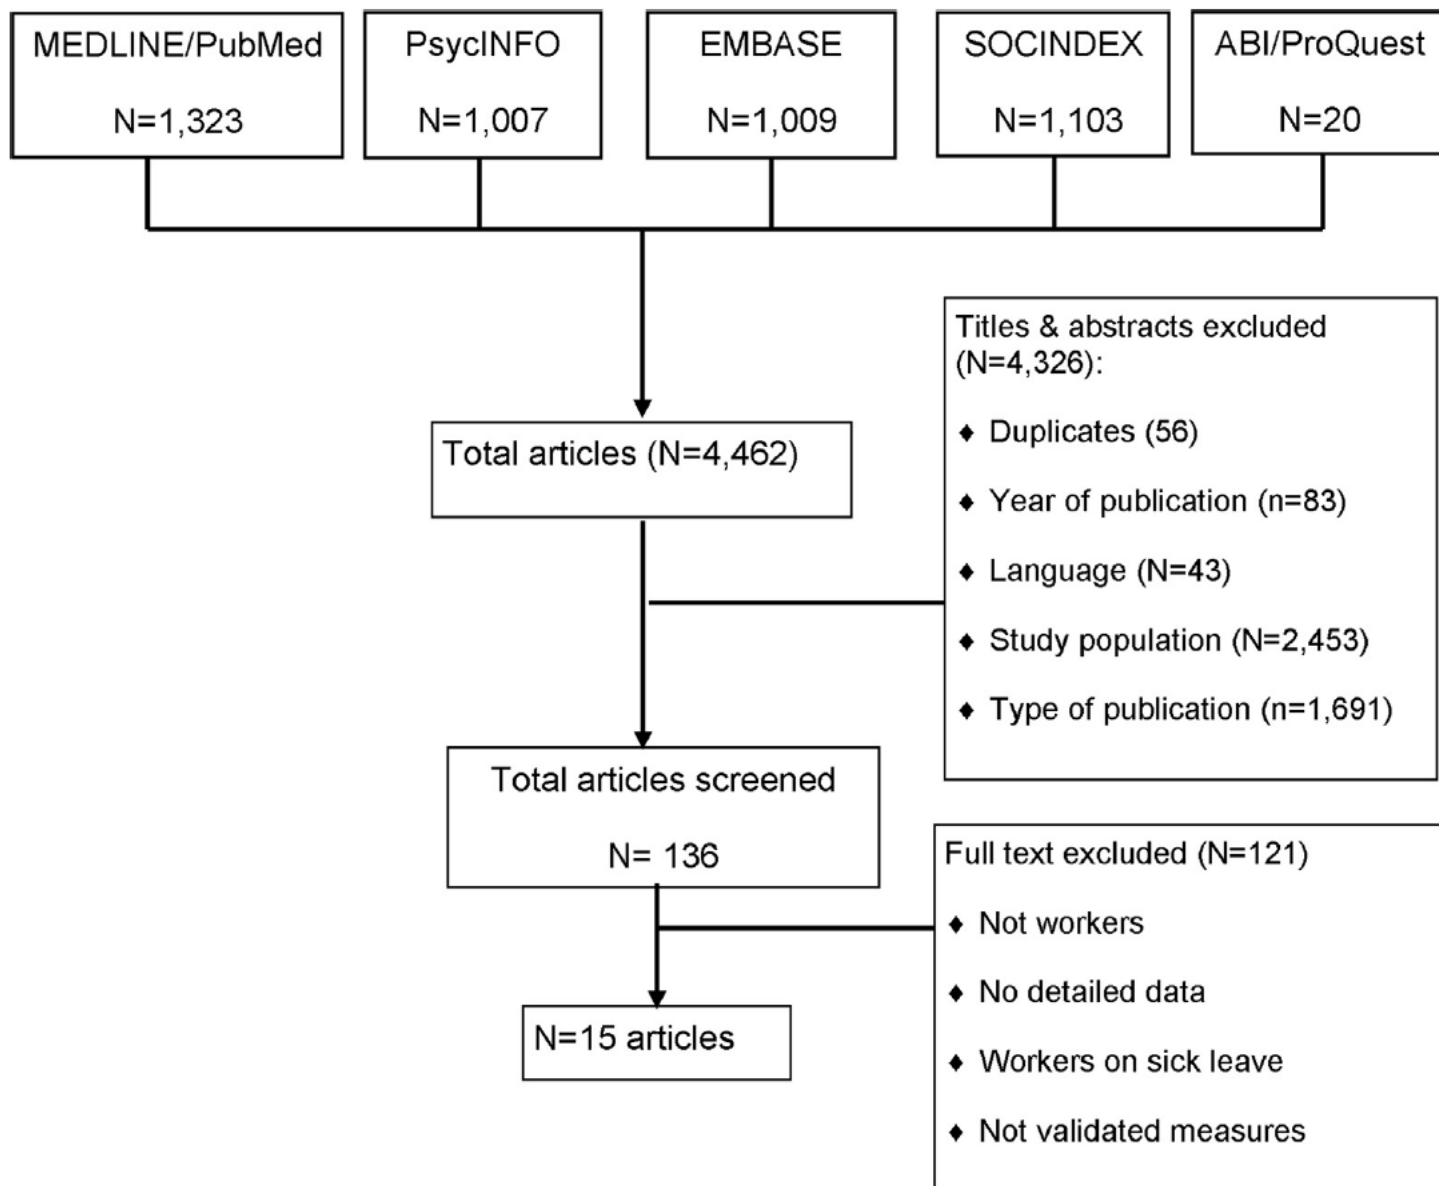 MEDLINE/PubMed
N=1,323
PsycINFO
N=1,007
EMBASE
N=1,009
SOCINDEX
N=1,103
ABI/ProQuest
N=20
Titles & abstracts excluded
(N=4,326):
♦ Duplicates (56)
♦ Year of publication (n=83)
♦ Language (N=43)
♦ Study population (N=2,453)
♦ Type of publication (n=1,691)
Total articles (N=4,462)
Total articles screened
N= 136
Full text excluded (N=121)
♦ Not workers
♦ No detailed data
♦ Workers on sick leave
♦ Not validated measures
N=15 articles